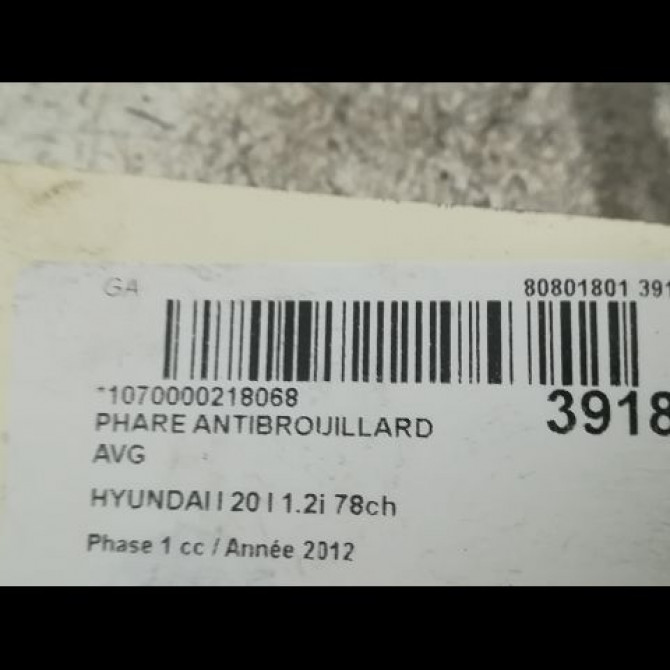 GA 80801801 391
*1070000218068 3918
PHARE ANTIBROUILLARD
AVG
HYUNDAI I 20 I 1.2i 78ch
Phase 1 cc / Année 2012